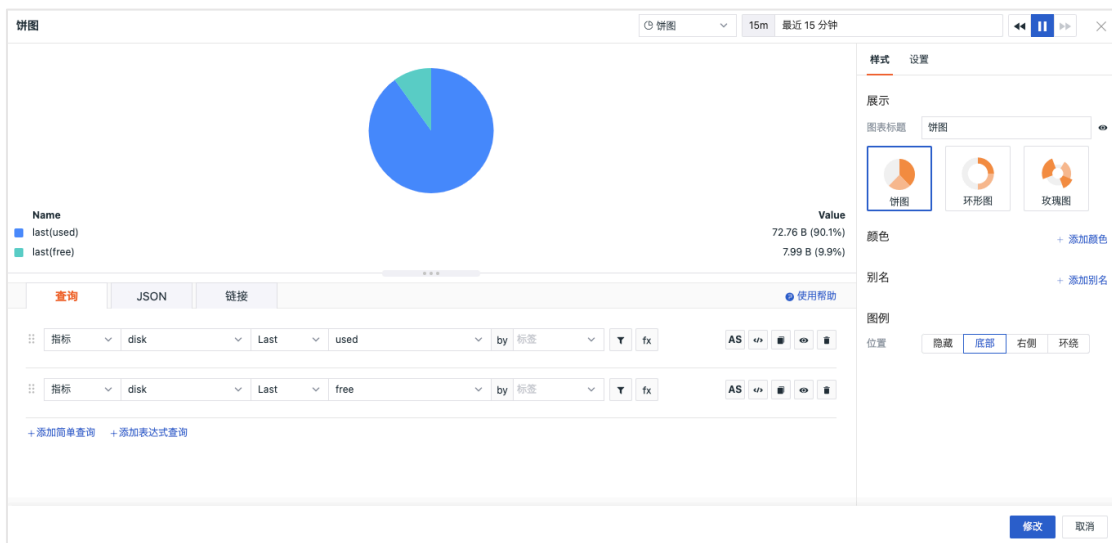 饼图
饼图 15m 最近 15 分钟
样式 设置
展示
图表标题 饼图
饼图 环形图 玫瑰图
Name Value
last(used) 72.76 B (90.1%)
last(free) 7.99 B (9.9%)
颜色 + 添加颜色
别名 + 添加别名
图例
位置 隐藏 底部 右侧 环绕
查询 JSON 链接 使用帮助
指标 disk Last used by 标签 fx AS </>
指标 disk Last free by 标签 fx AS </>
+添加简单查询 +添加表达式查询
修改 取消